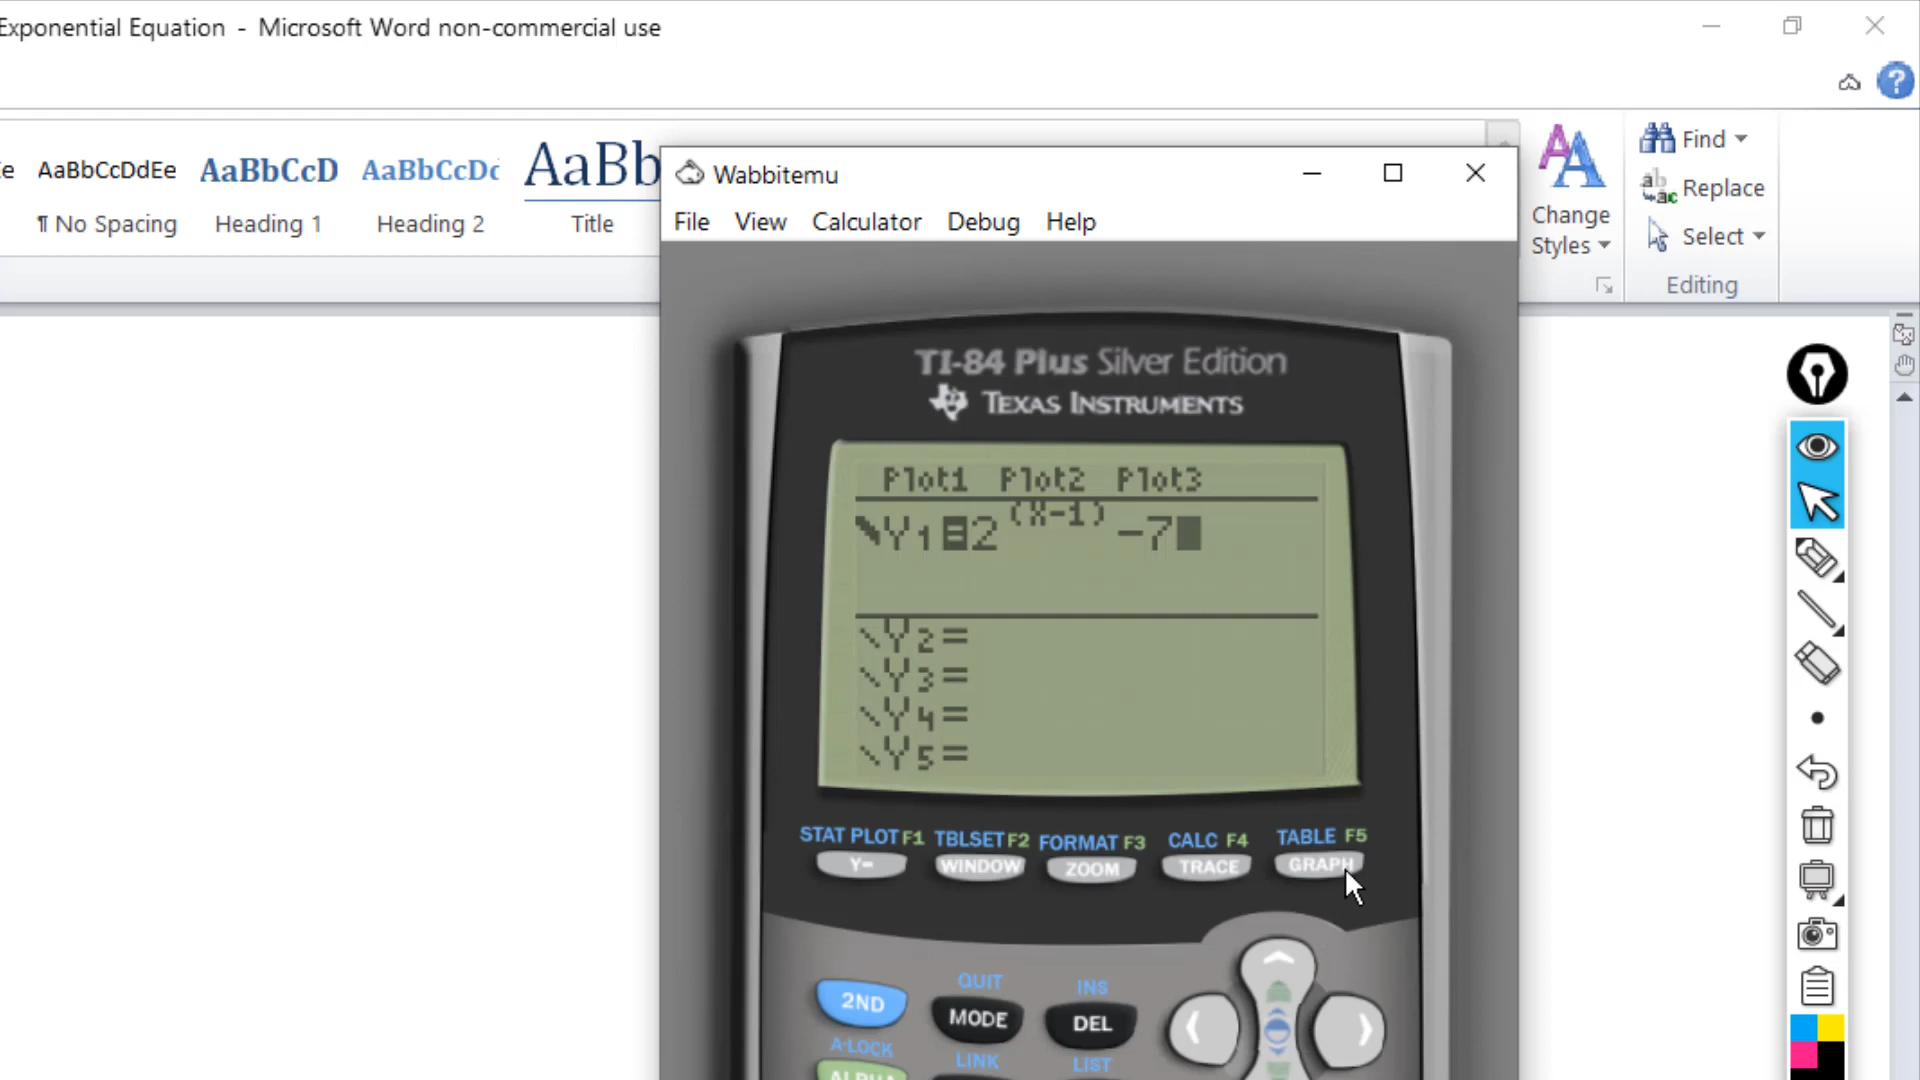 Exponential Equation - Microsoft Word non-commercial use
AaBbCcDdEe AaBbCcD AaBbCcD AaBb
¶ No Spacing Heading 1 Heading 2 Title
Change Styles
Find
Replace
Select
Editing
Wabbitemu
File View Calculator Debug Help
TI-84 Plus Silver Edition
TEXAS INSTRUMENTS
Plot1 Plot2 Plot3
\Y1=2^(X-1) -7
\Y2=
\Y3=
\Y4=
\Y5=
STAT PLOT F1 TBLSET F2 FORMAT F3 CALC F4 TABLE F5
Y= WINDOW ZOOM TRACE GRAPH
QUIT INS
2ND MODE DEL
A-LOCK LINK LIST
ALPHA